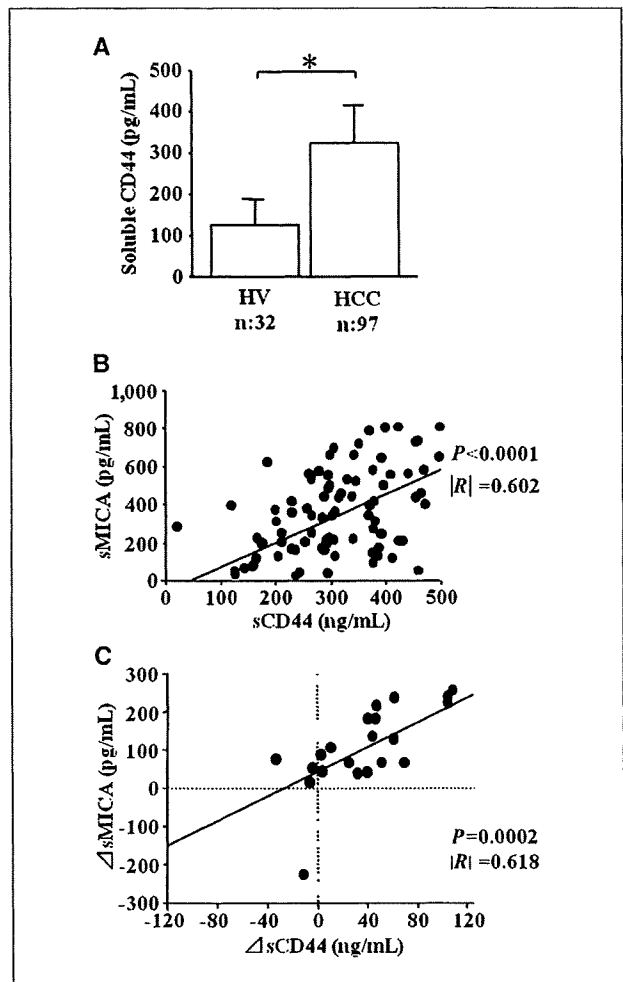 A
Soluble CD44 (pg/mL)
500
400
300
200
100
0
*
HV
n:32
HCC
n:97
B
sMICA (pg/mL)
1,000
800
600
400
200
0
P<0.0001
|R| =0.602
0 100 200 300 400 500
sCD44 (ng/mL)
C
⊿sMICA (pg/mL)
300
200
100
0
-100
-200
-300
P=0.0002
|R| =0.618
-120 -80 -40 0 40 80 120
⊿sCD44 (ng/mL)